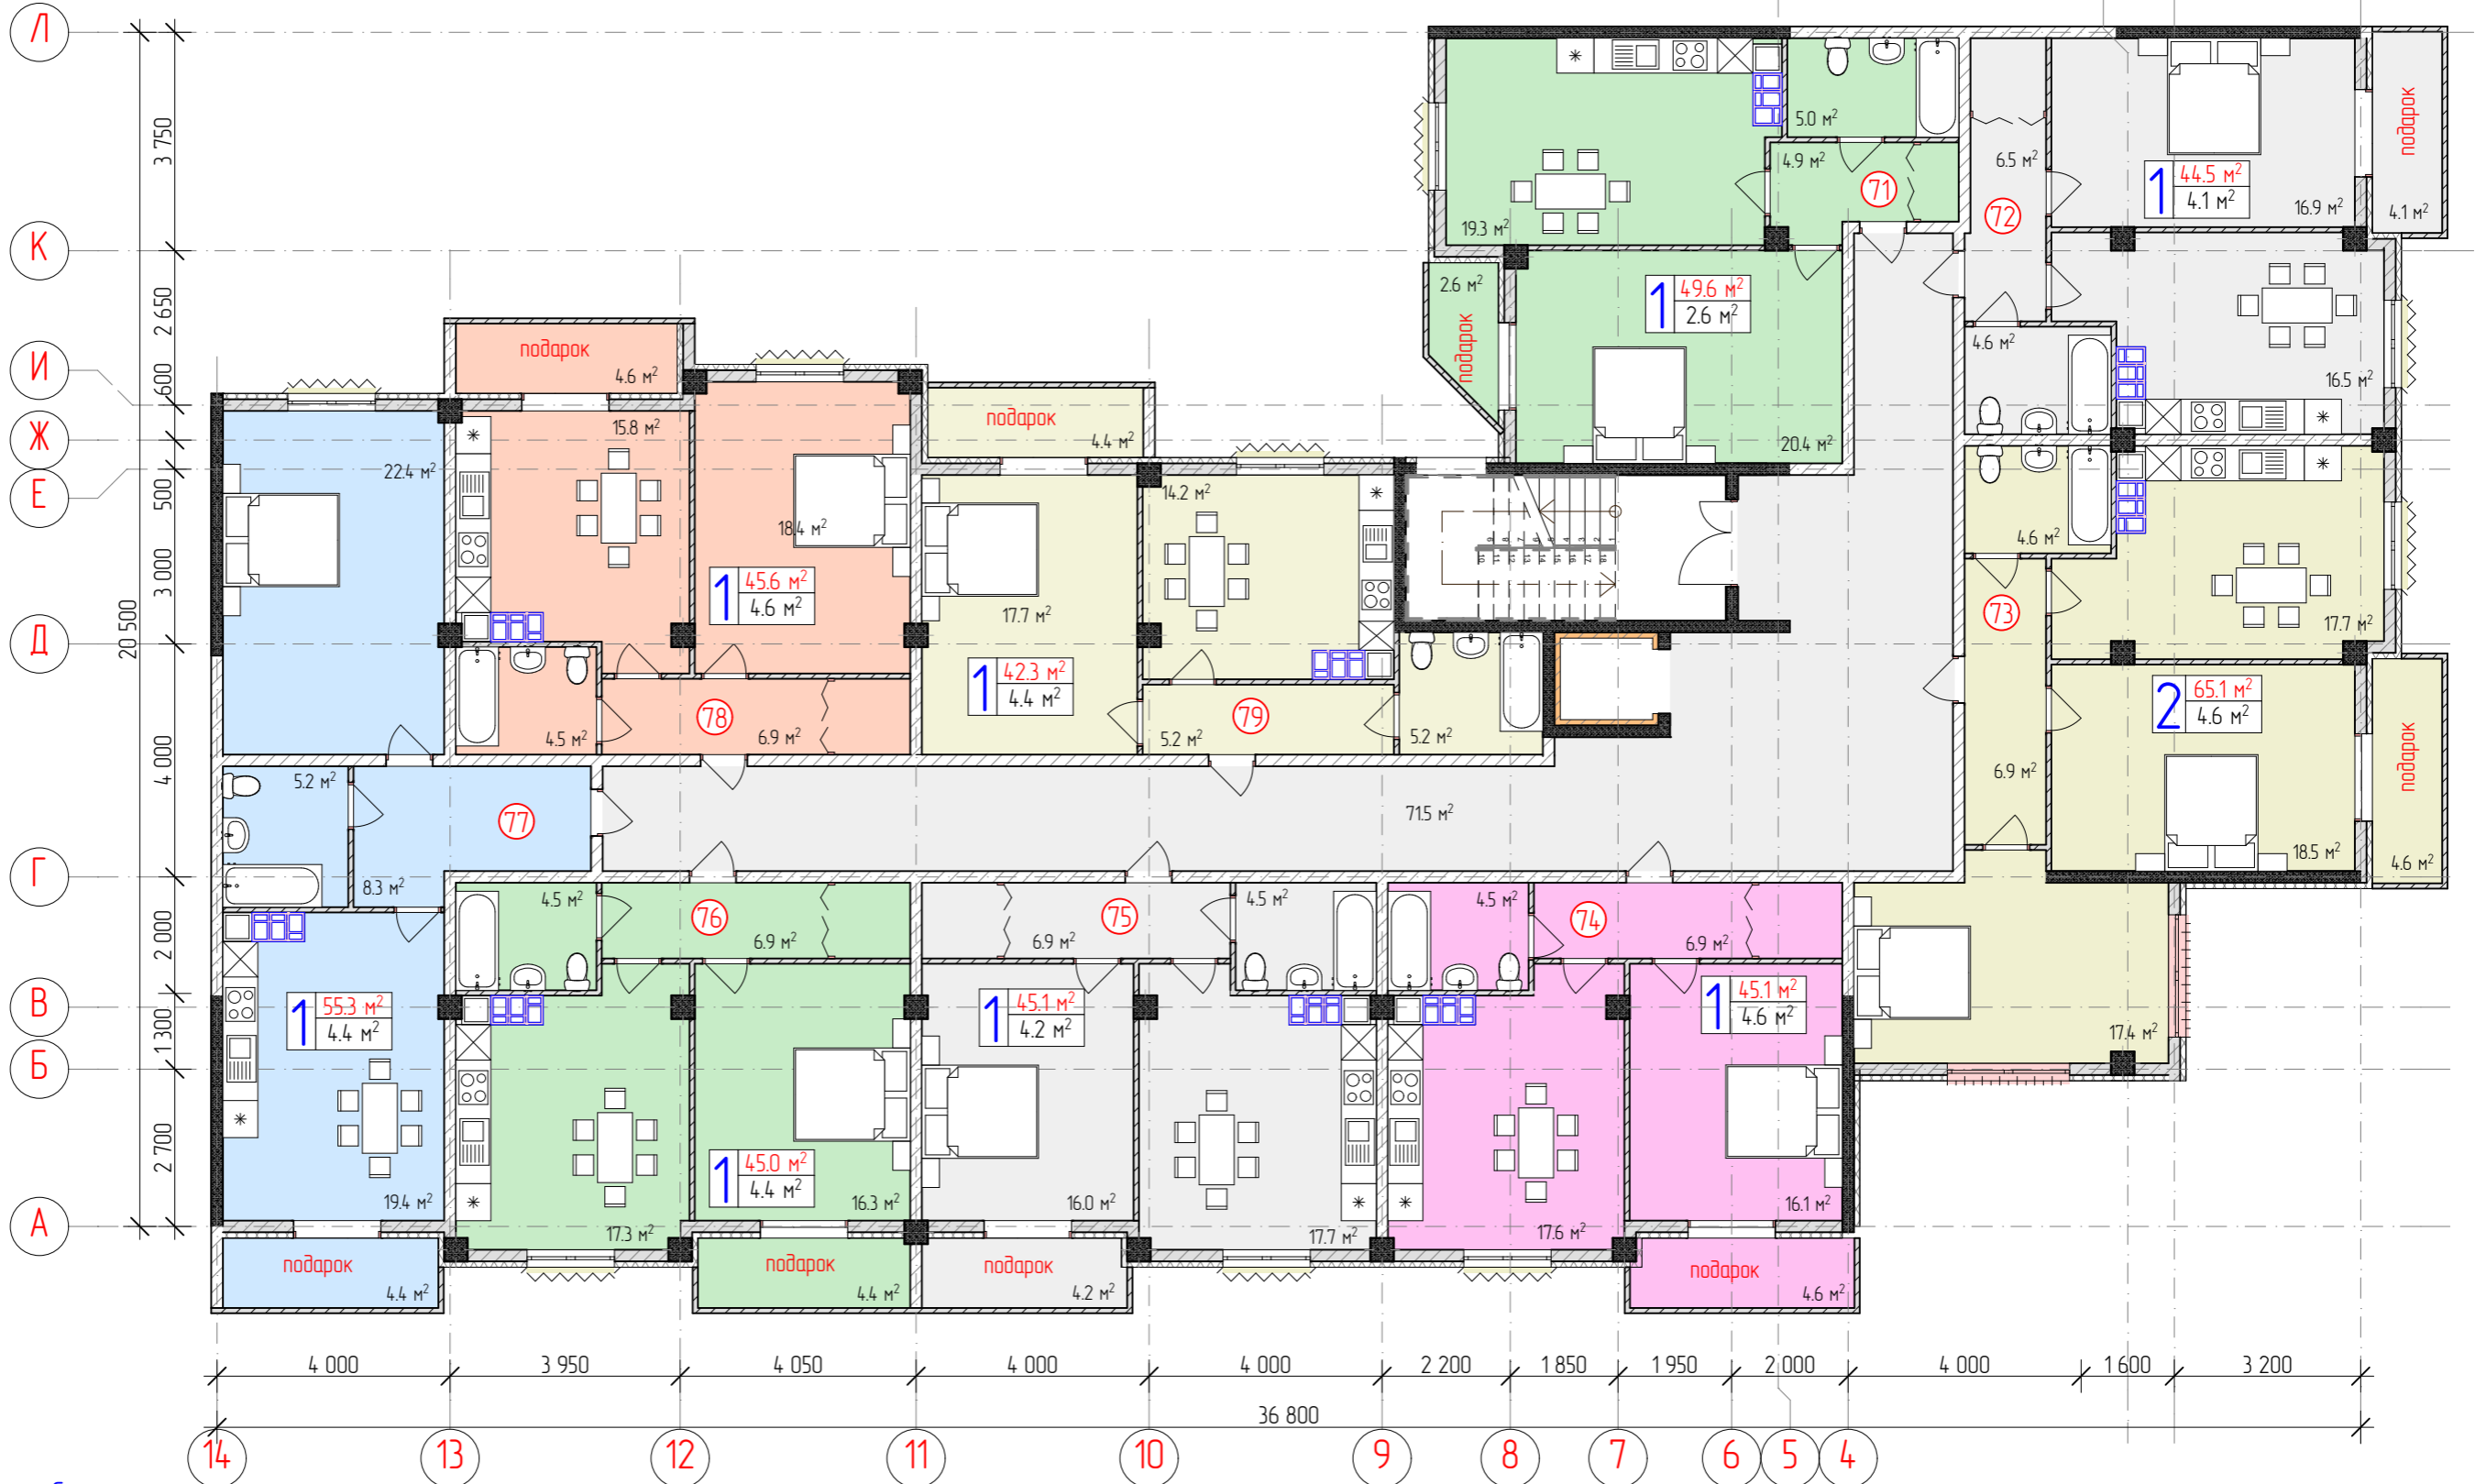 Л
К
И
Ж
Е
Д
Г
В
Б
А
3 750
2 650
600
500
3 000
4 000
2 000
1 300
2 700
20 500
5.0 м²
4.9 м²
71
19.3 м²
2.6 м²
подарок
1 49.6 м²
2.6 м²
20.4 м²
6.5 м²
72
1 44.5 м²
4.1 м²
16.9 м²
подарок
4.1 м²
4.6 м²
16.5 м²
4.6 м²
73
17.7 м²
2 65.1 м²
4.6 м²
6.9 м²
18.5 м²
подарок
4.6 м²
17.4 м²
подарок
4.6 м²
22.4 м²
15.8 м²
18.4 м²
1 45.6 м²
4.6 м²
4.5 м²
78
6.9 м²
подарок
4.4 м²
14.2 м²
17.7 м²
1 42.3 м²
4.4 м²
79
5.2 м²
5.2 м²
71.5 м²
5.2 м²
77
8.3 м²
1 55.3 м²
4.4 м²
19.4 м²
подарок
4.4 м²
4.5 м²
76
6.9 м²
1 45.0 м²
4.4 м²
16.3 м²
17.3 м²
подарок
4.4 м²
75
6.9 м²
4.5 м²
1 45.1 м²
4.2 м²
16.0 м²
17.7 м²
подарок
4.2 м²
4.5 м²
74
6.9 м²
1 45.1 м²
4.6 м²
16.1 м²
17.6 м²
подарок
4.6 м²
4 000
3 950
4 050
4 000
4 000
2 200
1 850
1 950
2 000
4 000
1 600
3 200
36 800
14
13
12
11
10
9
8
7
6
5
4